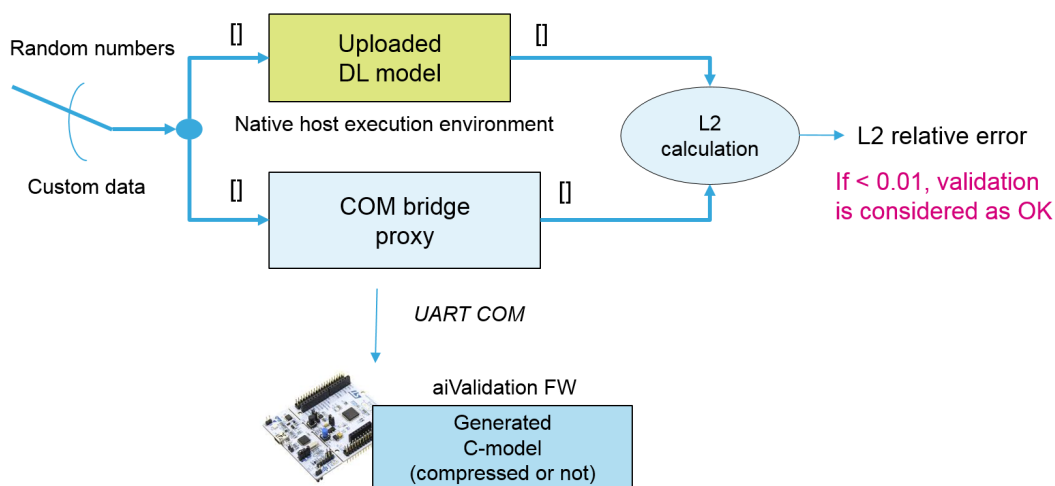 Random numbers
[]
Uploaded
DL model
[]
Native host execution environment
L2
calculation
L2 relative error
If < 0.01, validation
is considered as OK
Custom data
[]
COM bridge
proxy
[]
UART COM
aiValidation FW
Generated
C-model
(compressed or not)